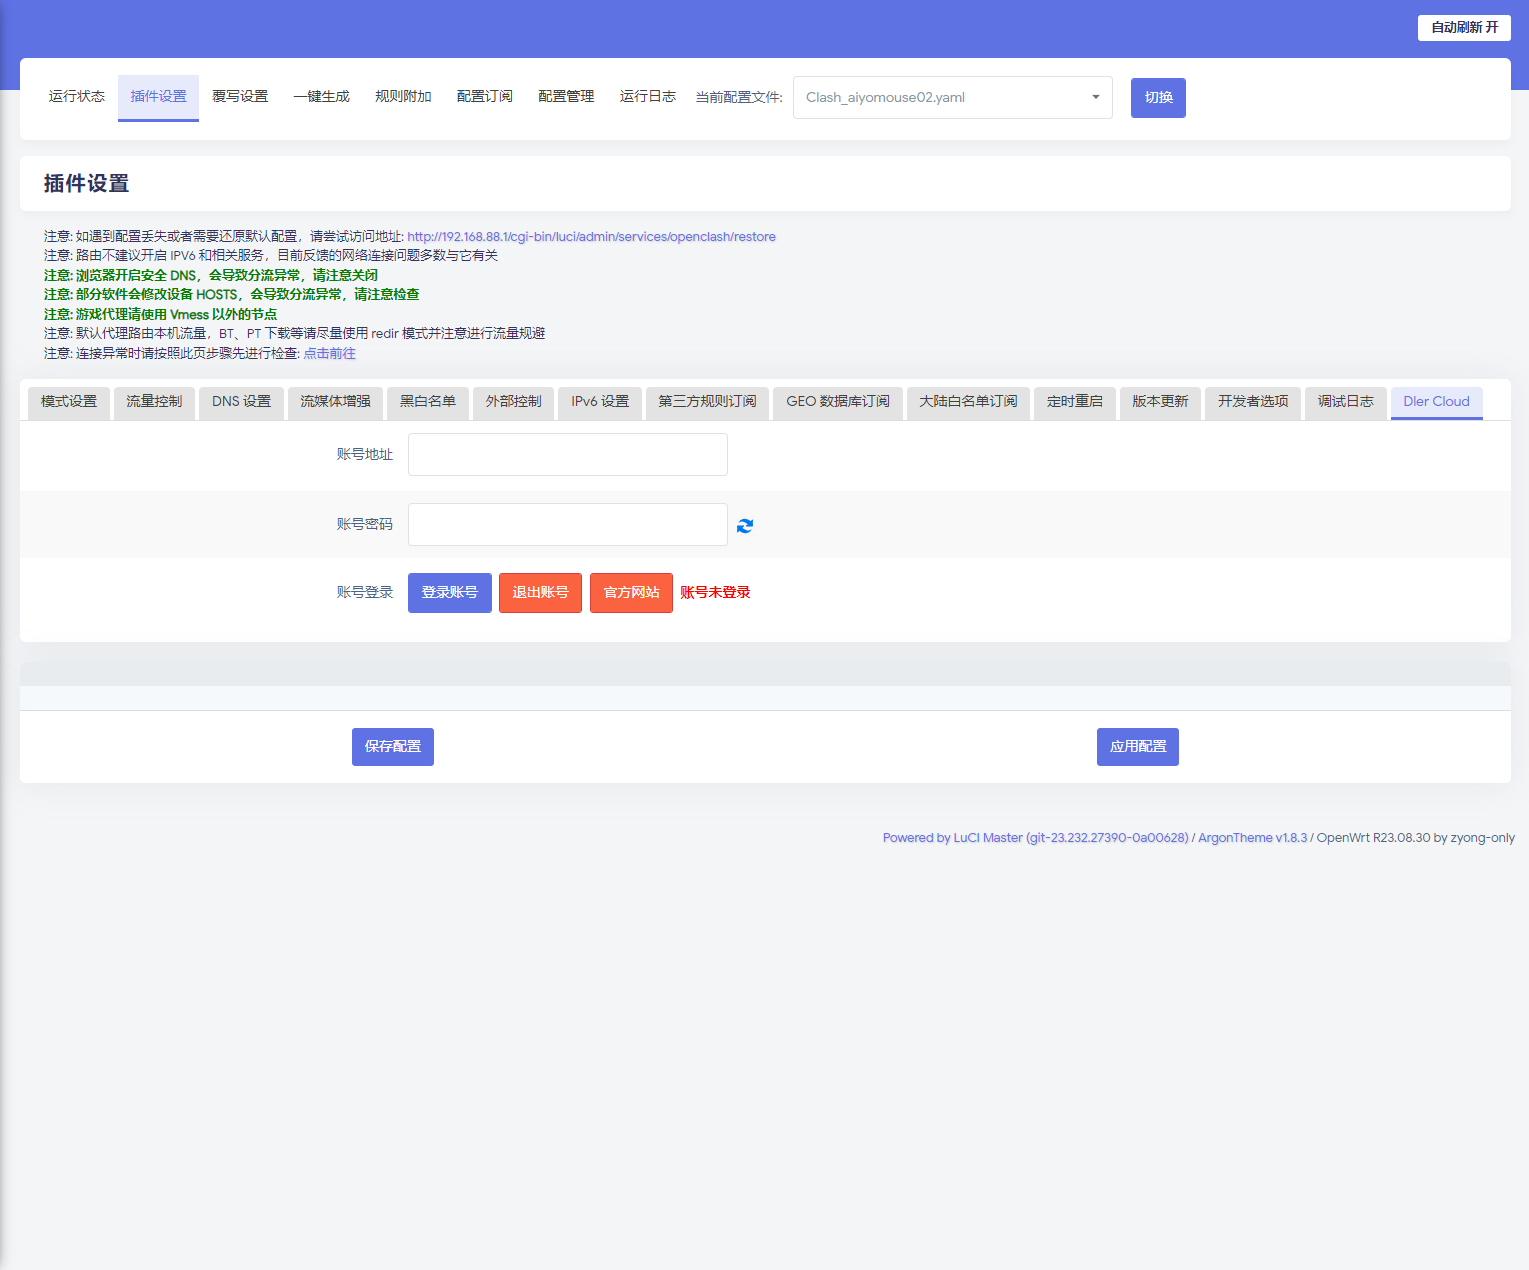 自动刷新 开
运行状态 插件设置 覆写设置 一键生成 规则附加 配置订阅 配置管理 运行日志 当前配置文件: Clash_aiyomouse02.yaml 切换
插件设置
注意: 如遇到配置丢失或者需要还原默认配置，请尝试访问地址: http://192.168.88.1/cgi-bin/luci/admin/services/openclash/restore
注意: 路由不建议开启 IPV6 和相关服务，目前反馈的网络连接问题多数与它有关
注意: 浏览器开启安全 DNS，会导致分流异常，请注意关闭
注意: 部分软件会修改设备 HOSTS，会导致分流异常，请注意检查
注意: 游戏代理请使用 Vmess 以外的节点
注意: 默认代理路由本机流量，BT、PT 下载等请尽量使用 redir 模式并注意进行流量规避
注意: 连接异常时请按照此页步骤先进行检查: 点击前往
模式设置 流量控制 DNS 设置 流媒体增强 黑白名单 外部控制 IPv6 设置 第三方规则订阅 GEO 数据库订阅 大陆白名单订阅 定时重启 版本更新 开发者选项 调试日志 Dler Cloud
账号地址
账号密码
账号登录 登录账号 退出账号 官方网站 账号未登录
保存配置 应用配置
Powered by LuCI Master (git-23.232.27390-0a00628) / ArgonTheme v1.8.3 / OpenWrt R23.08.30 by zyong-only